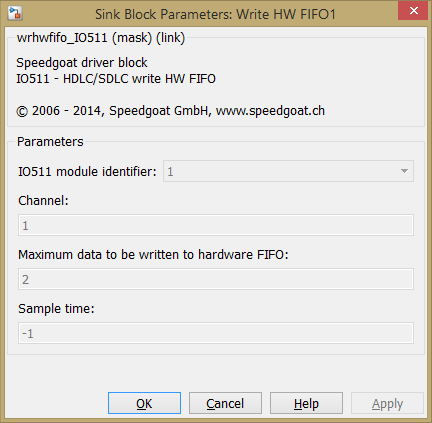 Sink Block Parameters: Write HW FIFO1
wrhwfifo_IO511 (mask) (link)
Speedgoat driver block
IO511 - HDLC/SDLC write HW FIFO
© 2006 - 2014, Speedgoat GmbH, www.speedgoat.ch
Parameters
IO511 module identifier: 1
Channel:
1
Maximum data to be written to hardware FIFO:
2
Sample time:
-1
OK Cancel Help Apply